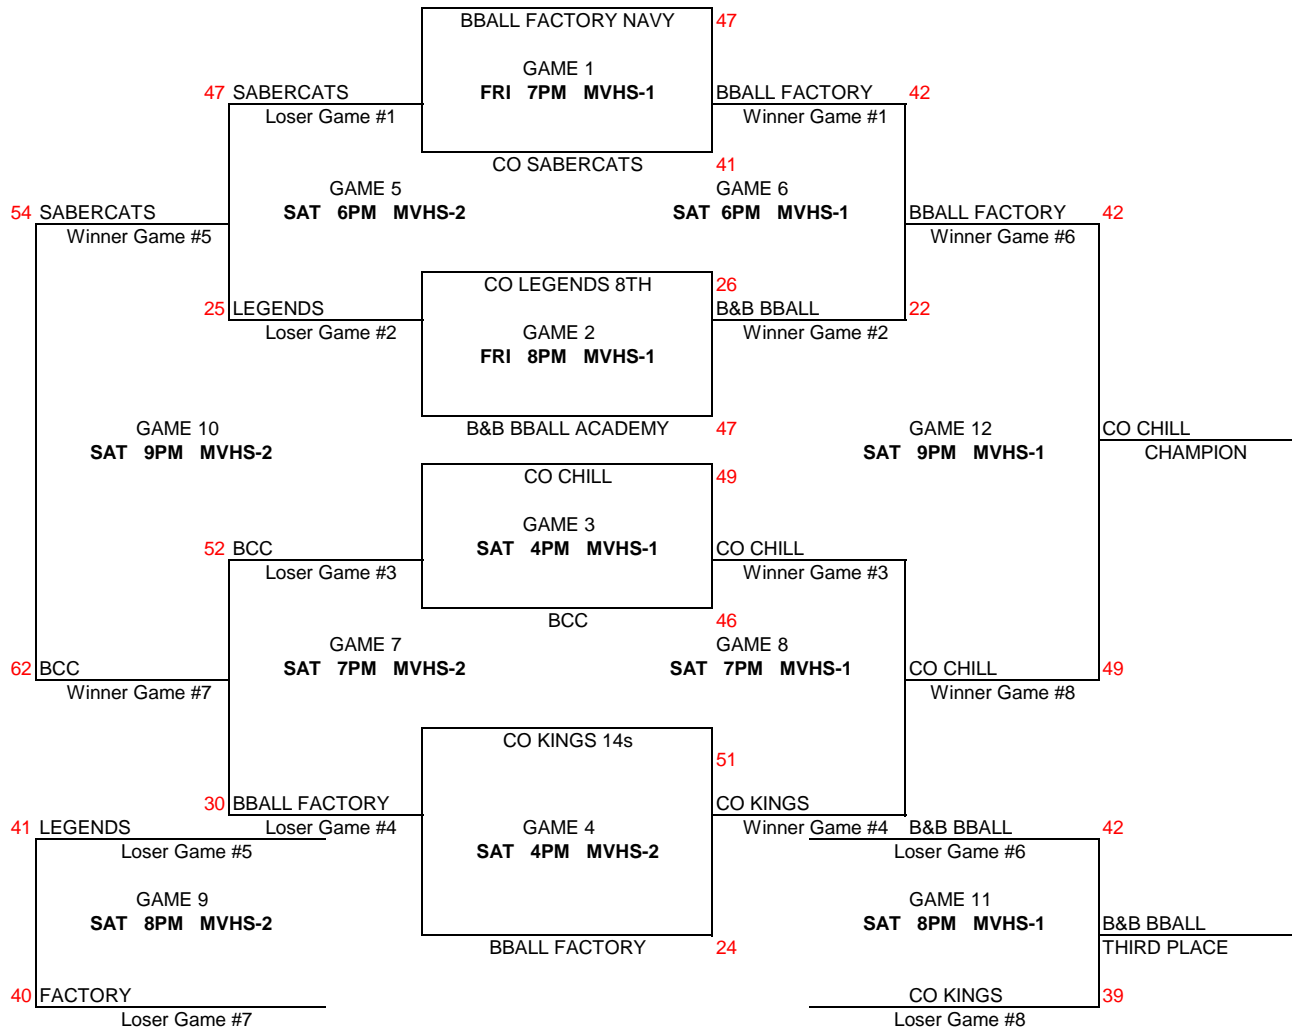 BBALL FACTORY NAVY 47
GAME 1
47 SABERCATS FRI 7PM MVHS-1 BBALL FACTORY 42
Loser Game #1 Winner Game #1
CO SABERCATS 41
GAME 5 GAME 6
54 SABERCATS SAT 6PM MVHS-2 SAT 6PM MVHS-1 BBALL FACTORY 42
Winner Game #5 Winner Game #6
CO LEGENDS 8TH 26
25 LEGENDS B&B BBALL 22
Loser Game #2 GAME 2 Winner Game #2
FRI 8PM MVHS-1
GAME 10 B&B BBALL ACADEMY 47 GAME 12 CO CHILL
SAT 9PM MVHS-2 SAT 9PM MVHS-1 CHAMPION
CO CHILL 49
GAME 3
52 BCC SAT 4PM MVHS-1 CO CHILL
Loser Game #3 Winner Game #3
BCC 46
GAME 7 GAME 8
62 BCC SAT 7PM MVHS-2 SAT 7PM MVHS-1 CO CHILL 49
Winner Game #7 Winner Game #8
CO KINGS 14s
51
30 BBALL FACTORY CO KINGS
41 LEGENDS Loser Game #4 GAME 4 Winner Game #4 B&B BBALL 42
Loser Game #5 SAT 4PM MVHS-2 Loser Game #6
GAME 9 GAME 11
SAT 8PM MVHS-2 SAT 8PM MVHS-1 B&B BBALL
BBALL FACTORY 24 THIRD PLACE
40 FACTORY CO KINGS 39
Loser Game #7 Loser Game #8